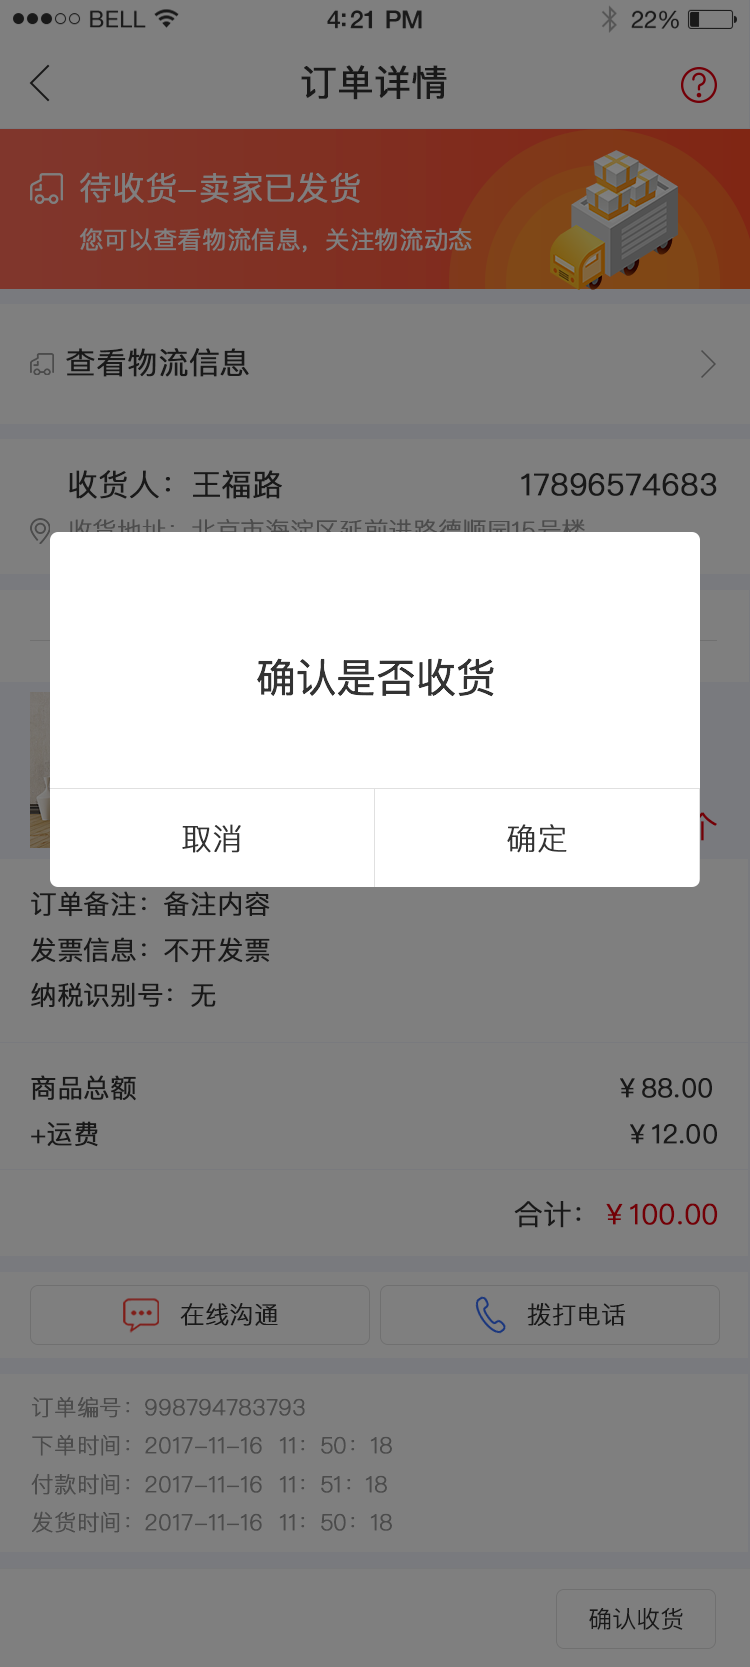 BELL 4:21 PM 22%
订单详情
待收货-卖家已发货
您可以查看物流信息，关注物流动态
查看物流信息
收货人：王福路 17896574683
收货地址：北京市海淀区延前进路德顺园15号楼
确认是否收货
个
取消 确定
订单备注：备注内容
发票信息：不开发票
纳税识别号：无
商品总额 ¥88.00
+运费 ¥12.00
合计：¥100.00
在线沟通 拨打电话
订单编号：998794783793
下单时间：2017-11-16 11：50：18
付款时间：2017-11-16 11：51：18
发货时间：2017-11-16 11：50：18
确认收货